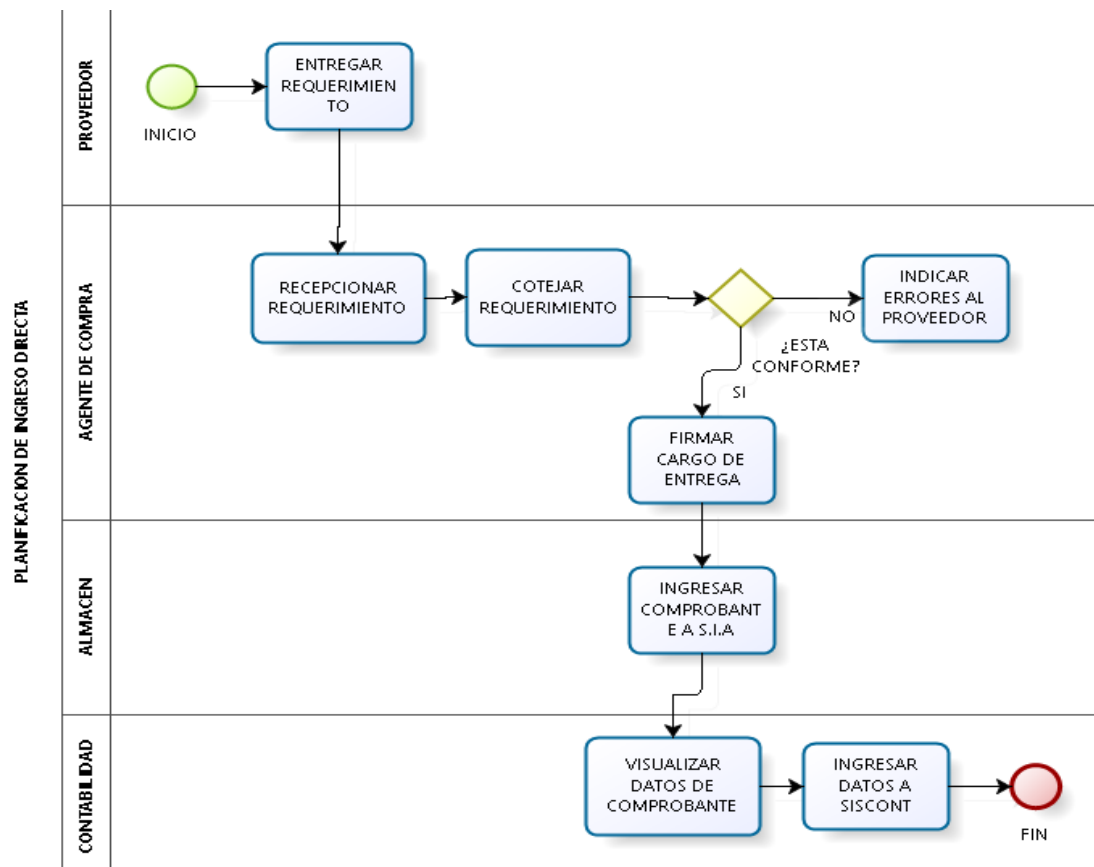 PLANIFICACION DE INGRESO DIRECTA
PROVEEDOR
INICIO
ENTREGAR
REQUERIMIEN
TO
AGENTE DE COMPRA
RECEPCIONAR
REQUERIMIENTO
COTEJAR
REQUERIMIENTO
¿ESTA
CONFORME?
NO
INDICAR
ERRORES AL
PROVEEDOR
SI
FIRMAR
CARGO DE
ENTREGA
ALMACEN
INGRESAR
COMPROBANT
E A S.I.A
CONTABILIDAD
VISUALIZAR
DATOS DE
COMPROBANTE
INGRESAR
DATOS A
SISCONT
FIN